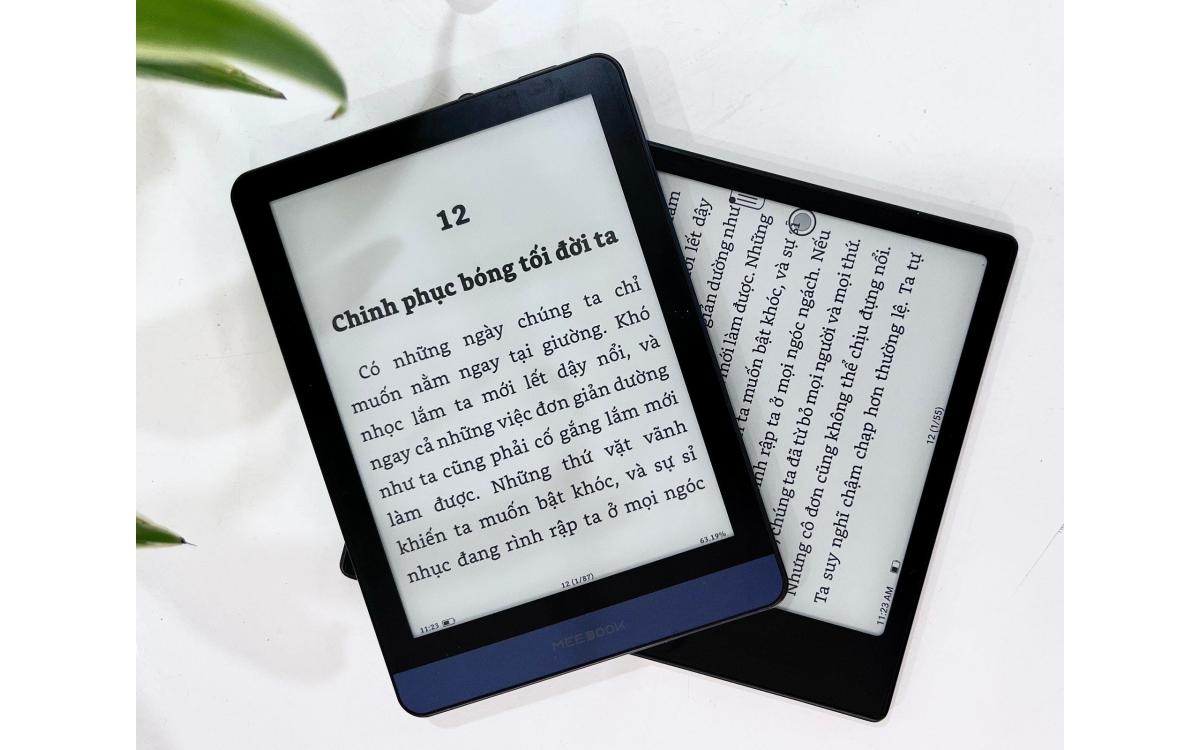 12
Chinh phục bóng tối đời ta
Có những ngày chúng ta chỉ
muốn nằm ngay tại giường. Khó
nhọc lắm ta mới lết dậy nổi, và
ngay cả những việc đơn giản dường
như ta cũng phải cố gắng lắm mới
làm được. Những thứ vặt vãnh
khiến ta muốn bật khóc, và sự sỉ
nhục đang rình rập ta ở mọi ngóc
63.19%
12 (1/87)
11:23
MEEBOOK
lết dậy
giản dường như
mới làm được. Những
ta muốn bật khóc, và sự sỉ
rập ta ở mọi ngóc ngách. Nếu
chúng ta đã từ bỏ mọi người và mọi thứ.
Nhưng cô đơn cũng không thể chịu đựng nổi.
Ta suy nghĩ chậm chạp hơn thường lệ. Ta tự
12 (1/55)
11:23 AM